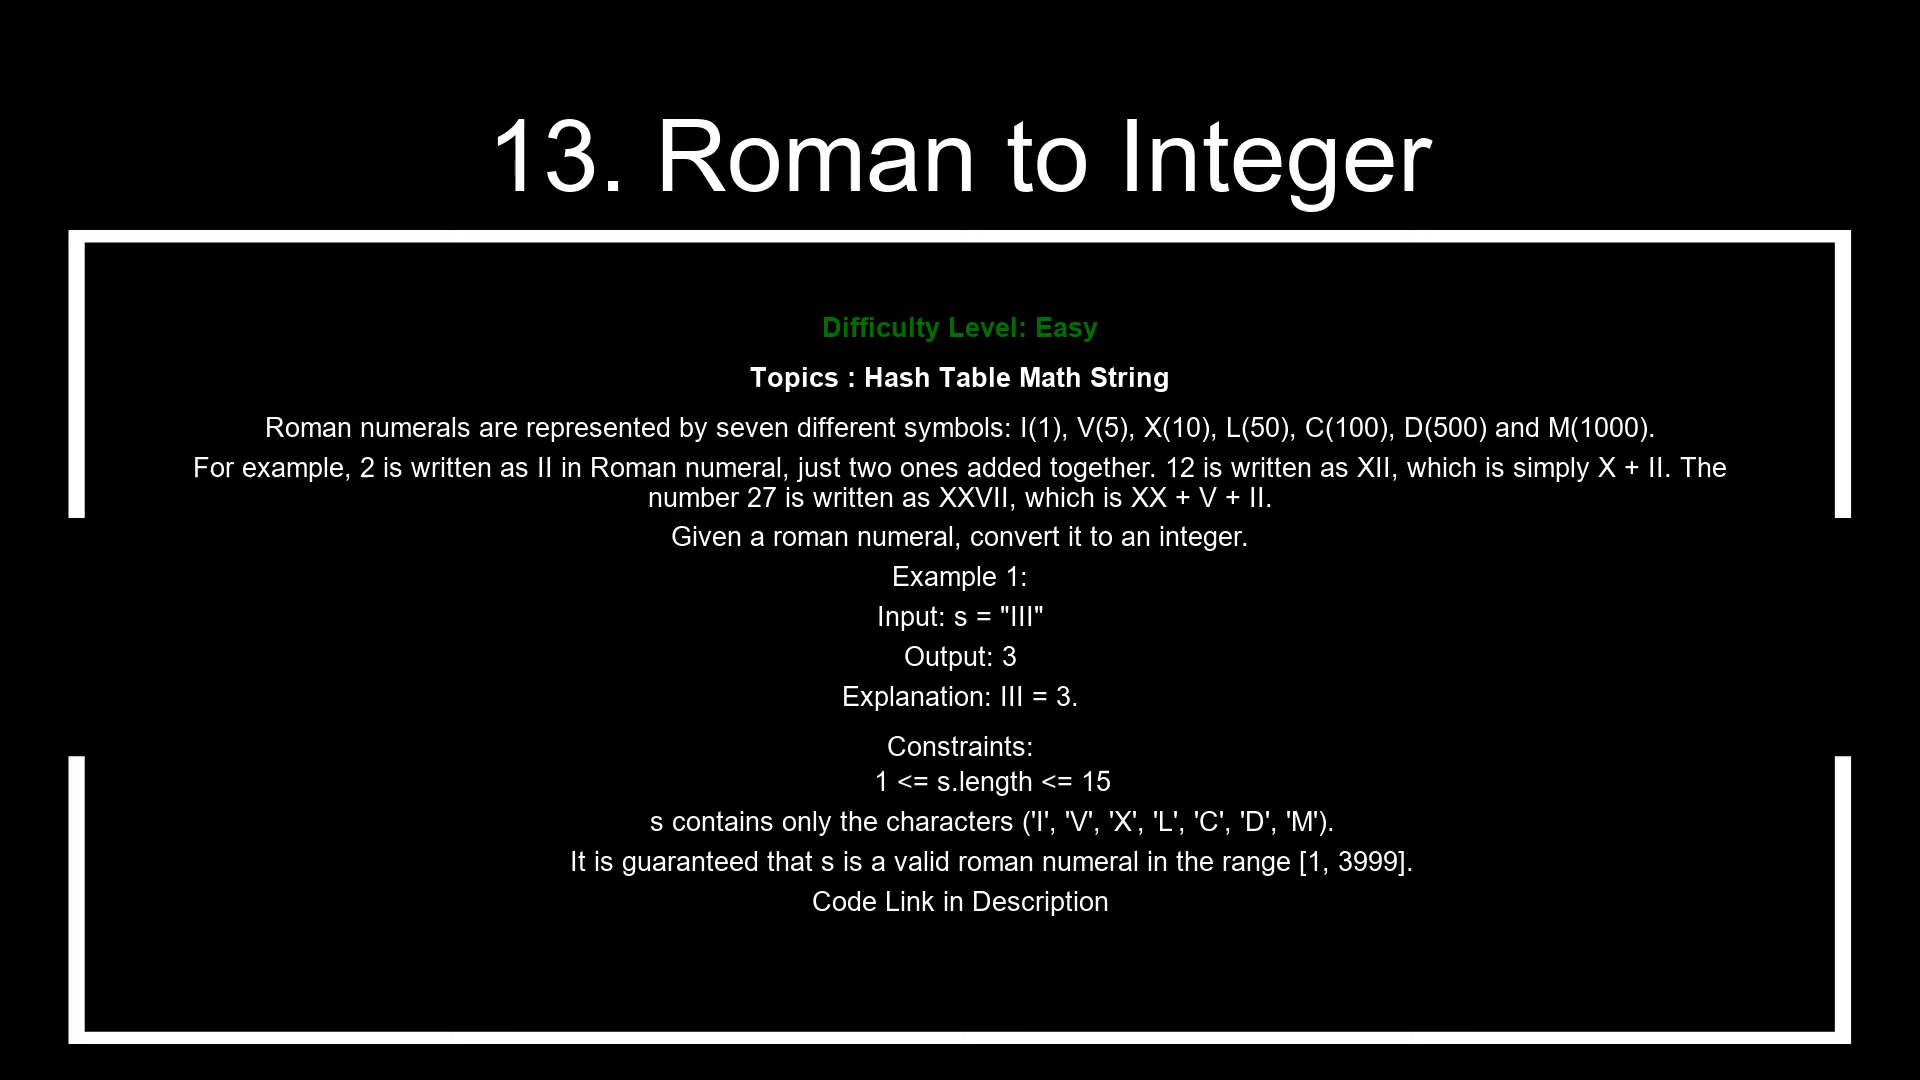 13. Roman to Integer
Difficulty Level: Easy
Topics : Hash Table Math String
Roman numerals are represented by seven different symbols: I(1), V(5), X(10), L(50), C(100), D(500) and M(1000).
For example, 2 is written as II in Roman numeral, just two ones added together. 12 is written as XII, which is simply X + II. The
number 27 is written as XXVII, which is XX + V + II.
Given a roman numeral, convert it to an integer.
Example 1:
Input: s = "III"
Output: 3
Explanation: III = 3.
Constraints:
1 <= s.length <= 15
s contains only the characters ('I', 'V', 'X', 'L', 'C', 'D', 'M').
It is guaranteed that s is a valid roman numeral in the range [1, 3999].
Code Link in Description